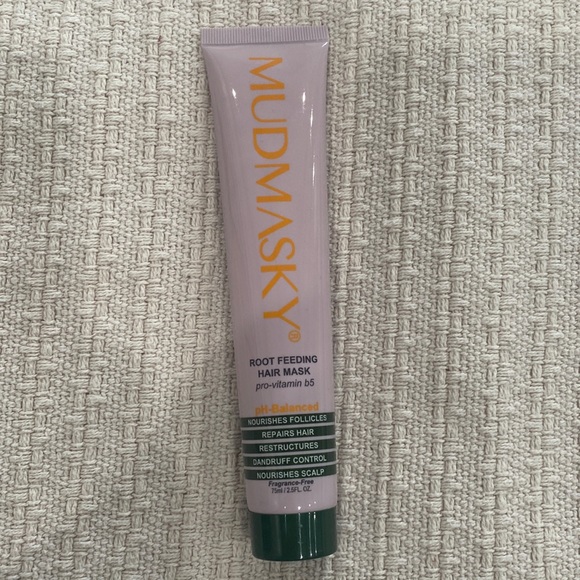 MUDMASKY®
ROOT FEEDING
HAIR MASK
pro-vitamin b5
pH-Balanced
NOURISHES FOLLICLES
REPAIRS HAIR
RESTRUCTURES
DANDRUFF CONTROL
NOURISHES SCALP
Fragrance-Free
75ml / 2.5FL. OZ.